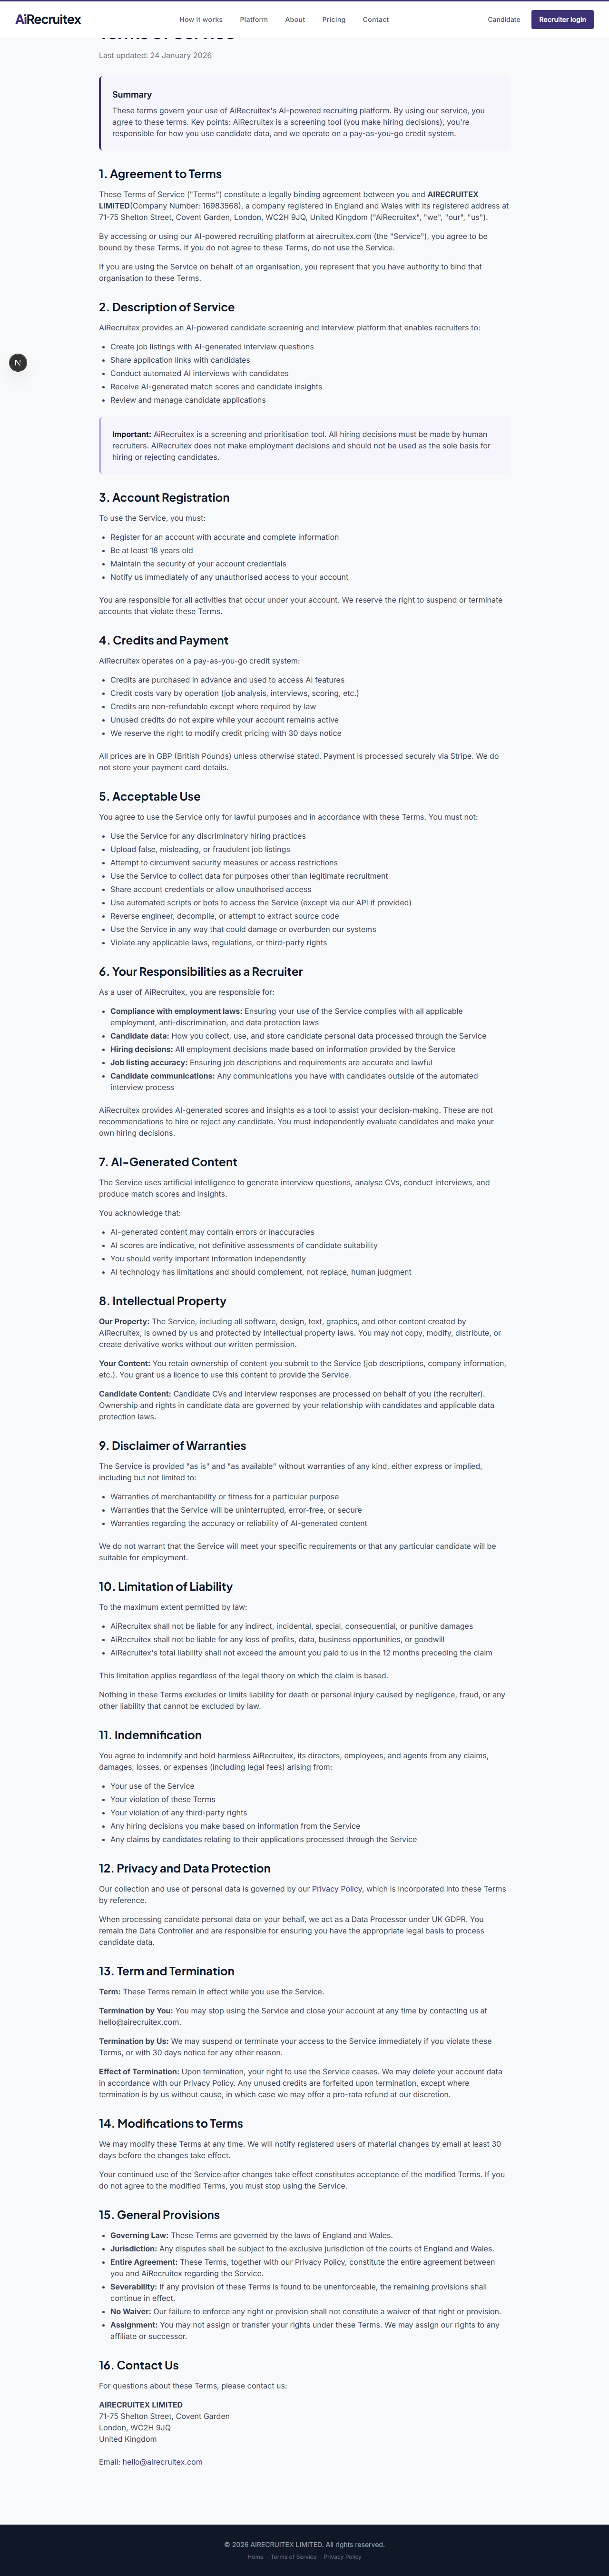 AiRecruitex
How it works
Platform
About
Pricing
Contact
Candidate
Recruiter login
Last updated: 24 January 2026
Summary
These terms govern your use of AiRecruitex's AI-powered recruiting platform. By using our service, you
agree to these terms. Key points: AiRecruitex is a screening tool (you make hiring decisions), you're
responsible for how you use candidate data, and we operate on a pay-as-you-go credit system.
1. Agreement to Terms
These Terms of Service ("Terms") constitute a legally binding agreement between you and AIRECRUITEX
LIMITED(Company Number: 16983568), a company registered in England and Wales with its registered address at
71-75 Shelton Street, Covent Garden, London, WC2H 9JQ, United Kingdom ("AiRecruitex", "we", "our", "us").
By accessing or using our AI-powered recruiting platform at airecruitex.com (the "Service"), you agree to be
bound by these Terms. If you do not agree to these Terms, do not use the Service.
If you are using the Service on behalf of an organisation, you represent that you have authority to bind that
organisation to these Terms.
2. Description of Service
AiRecruitex provides an AI-powered candidate screening and interview platform that enables recruiters to:
• Create job listings with AI-generated interview questions
• Share application links with candidates
• Conduct automated AI interviews with candidates
• Receive AI-generated match scores and candidate insights
• Review and manage candidate applications
N
Important: AiRecruitex is a screening and prioritisation tool. All hiring decisions must be made by human
recruiters. AiRecruitex does not make employment decisions and should not be used as the sole basis for
hiring or rejecting candidates.
3. Account Registration
To use the Service, you must:
• Register for an account with accurate and complete information
• Be at least 18 years old
• Maintain the security of your account credentials
• Notify us immediately of any unauthorised access to your account
You are responsible for all activities that occur under your account. We reserve the right to suspend or terminate
accounts that violate these Terms.
4. Credits and Payment
AiRecruitex operates on a pay-as-you-go credit system:
• Credits are purchased in advance and used to access AI features
• Credit costs vary by operation (job analysis, interviews, scoring, etc.)
• Credits are non-refundable except where required by law
• Unused credits do not expire while your account remains active
• We reserve the right to modify credit pricing with 30 days notice
All prices are in GBP (British Pounds) unless otherwise stated. Payment is processed securely via Stripe. We do
not store your payment card details.
5. Acceptable Use
You agree to use the Service only for lawful purposes and in accordance with these Terms. You must not:
• Use the Service for any discriminatory hiring practices
• Upload false, misleading, or fraudulent job listings
• Attempt to circumvent security measures or access restrictions
• Use the Service to collect data for purposes other than legitimate recruitment
• Share account credentials or allow unauthorised access
• Use automated scripts or bots to access the Service (except via our API if provided)
• Reverse engineer, decompile, or attempt to extract source code
• Use the Service in any way that could damage or overburden our systems
• Violate any applicable laws, regulations, or third-party rights
6. Your Responsibilities as a Recruiter
As a user of AiRecruitex, you are responsible for:
• Compliance with employment laws: Ensuring your use of the Service complies with all applicable
employment, anti-discrimination, and data protection laws
• Candidate data: How you collect, use, and store candidate personal data processed through the Service
• Hiring decisions: All employment decisions made based on information provided by the Service
• Job listing accuracy: Ensuring job descriptions and requirements are accurate and lawful
• Candidate communications: Any communications you have with candidates outside of the automated
interview process
AiRecruitex provides AI-generated scores and insights as a tool to assist your decision-making. These are not
recommendations to hire or reject any candidate. You must independently evaluate candidates and make your
own hiring decisions.
7. AI-Generated Content
The Service uses artificial intelligence to generate interview questions, analyse CVs, conduct interviews, and
produce match scores and insights.
You acknowledge that:
• AI-generated content may contain errors or inaccuracies
• AI scores are indicative, not definitive assessments of candidate suitability
• You should verify important information independently
• AI technology has limitations and should complement, not replace, human judgment
8. Intellectual Property
Our Property: The Service, including all software, design, text, graphics, and other content created by
AiRecruitex, is owned by us and protected by intellectual property laws. You may not copy, modify, distribute, or
create derivative works without our written permission.
Your Content: You retain ownership of content you submit to the Service (job descriptions, company information,
etc.). You grant us a licence to use this content to provide the Service.
Candidate Content: Candidate CVs and interview responses are processed on behalf of you (the recruiter).
Ownership and rights in candidate data are governed by your relationship with candidates and applicable data
protection laws.
9. Disclaimer of Warranties
The Service is provided "as is" and "as available" without warranties of any kind, either express or implied,
including but not limited to:
• Warranties of merchantability or fitness for a particular purpose
• Warranties that the Service will be uninterrupted, error-free, or secure
• Warranties regarding the accuracy or reliability of AI-generated content
We do not warrant that the Service will meet your specific requirements or that any particular candidate will be
suitable for employment.
10. Limitation of Liability
To the maximum extent permitted by law:
• AiRecruitex shall not be liable for any indirect, incidental, special, consequential, or punitive damages
• AiRecruitex shall not be liable for any loss of profits, data, business opportunities, or goodwill
• AiRecruitex's total liability shall not exceed the amount you paid to us in the 12 months preceding the claim
This limitation applies regardless of the legal theory on which the claim is based.
Nothing in these Terms excludes or limits liability for death or personal injury caused by negligence, fraud, or any
other liability that cannot be excluded by law.
11. Indemnification
You agree to indemnify and hold harmless AiRecruitex, its directors, employees, and agents from any claims,
damages, losses, or expenses (including legal fees) arising from:
• Your use of the Service
• Your violation of these Terms
• Your violation of any third-party rights
• Any hiring decisions you make based on information from the Service
• Any claims by candidates relating to their applications processed through the Service
12. Privacy and Data Protection
Our collection and use of personal data is governed by our Privacy Policy, which is incorporated into these Terms
by reference.
When processing candidate personal data on your behalf, we act as a Data Processor under UK GDPR. You
remain the Data Controller and are responsible for ensuring you have the appropriate legal basis to process
candidate data.
13. Term and Termination
Term: These Terms remain in effect while you use the Service.
Termination by You: You may stop using the Service and close your account at any time by contacting us at
hello@airecruitex.com.
Termination by Us: We may suspend or terminate your access to the Service immediately if you violate these
Terms, or with 30 days notice for any other reason.
Effect of Termination: Upon termination, your right to use the Service ceases. We may delete your account data
in accordance with our Privacy Policy. Any unused credits are forfeited upon termination, except where
termination is by us without cause, in which case we may offer a pro-rata refund at our discretion.
14. Modifications to Terms
We may modify these Terms at any time. We will notify registered users of material changes by email at least 30
days before the changes take effect.
Your continued use of the Service after changes take effect constitutes acceptance of the modified Terms. If you
do not agree to the modified Terms, you must stop using the Service.
15. General Provisions
• Governing Law: These Terms are governed by the laws of England and Wales.
• Jurisdiction: Any disputes shall be subject to the exclusive jurisdiction of the courts of England and Wales.
• Entire Agreement: These Terms, together with our Privacy Policy, constitute the entire agreement between
you and AiRecruitex regarding the Service.
• Severability: If any provision of these Terms is found to be unenforceable, the remaining provisions shall
continue in effect.
• No Waiver: Our failure to enforce any right or provision shall not constitute a waiver of that right or provision.
• Assignment: You may not assign or transfer your rights under these Terms. We may assign our rights to any
affiliate or successor.
16. Contact Us
For questions about these Terms, please contact us:
AIRECRUITEX LIMITED
71-75 Shelton Street, Covent Garden
London, WC2H 9JQ
United Kingdom
Email: hello@airecruitex.com
© 2026 AIRECRUITEX LIMITED. All rights reserved.
Home · Terms of Service · Privacy Policy